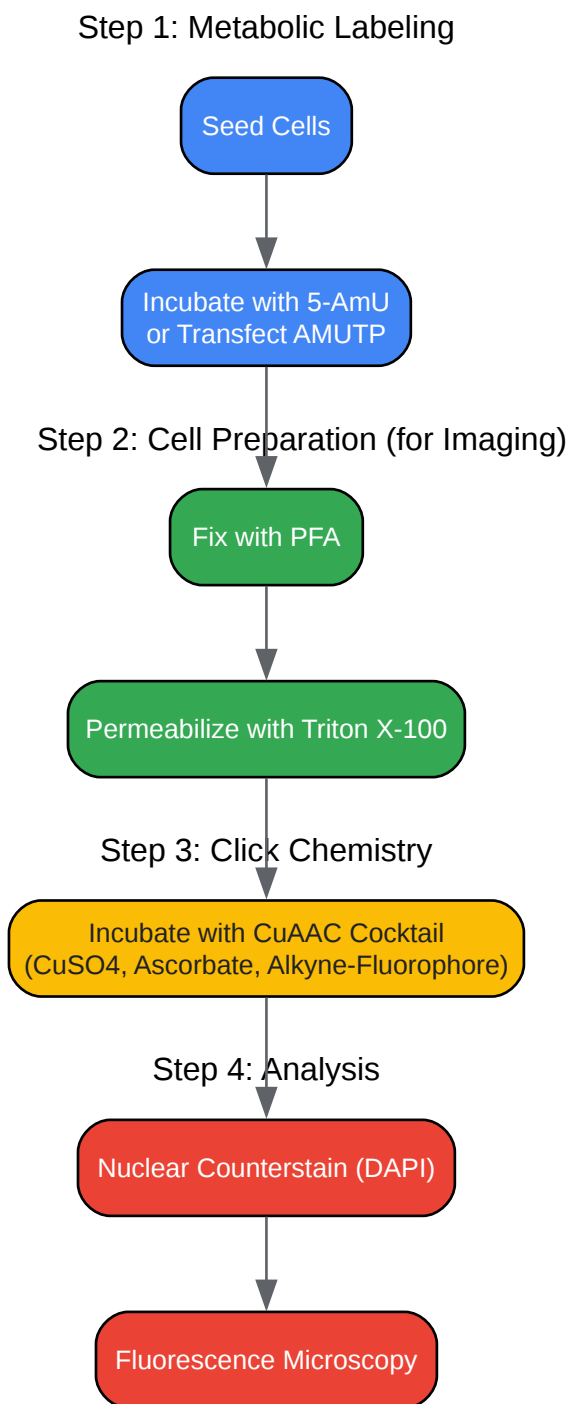 Step 1: Metabolic Labeling
Seed Cells
Incubate with 5-AmU
or Transfect AMUTP
Step 2: Cell Preparation (for Imaging)
Fix with PFA
Permeabilize with Triton X-100
Step 3: Click Chemistry
Incubate with CuAAC Cocktail
(CuSO4, Ascorbate, Alkyne-Fluorophore)
Step 4: Analysis
Nuclear Counterstain (DAPI)
Fluorescence Microscopy